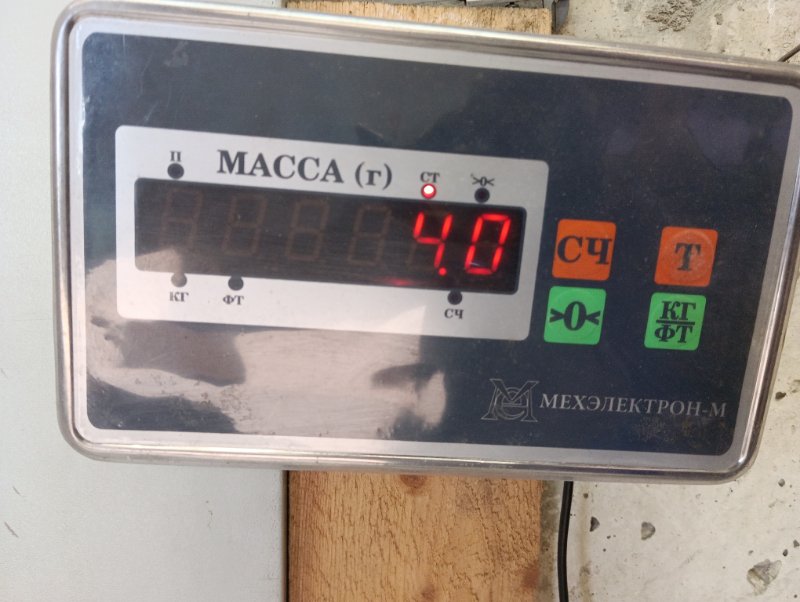 П
МАССА (г)
СТ
>0<
4.0
КГ
ФТ
СЧ
СЧ
Т
>0<
КГ
ФТ
МЕХЭЛЕКТРОН-М